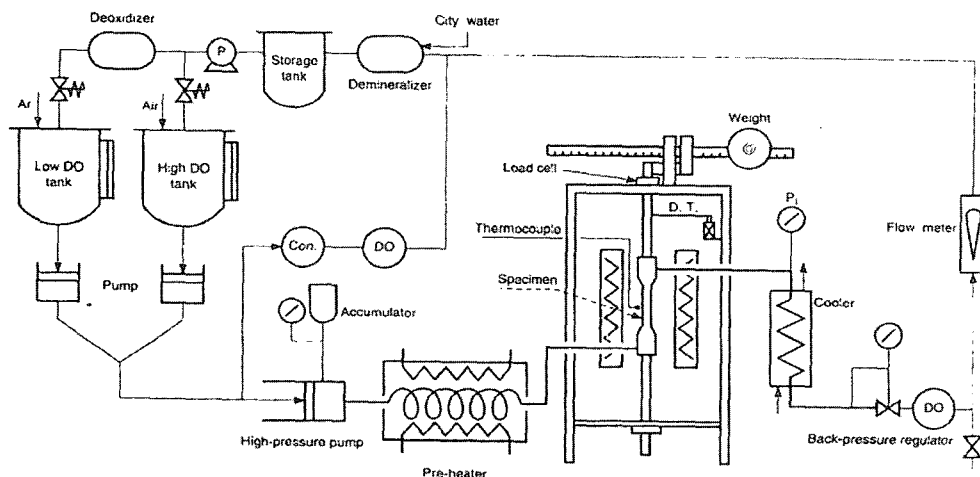 City water
Deoxidizer
P
Storage
tank
Demineralizer
Ar
Air
Low DO
tank
High DO
tank
Weight
G
Load cell
D. T.
P₁
Flow meter
Thermocouple
Con.
DO
Specimen
Pump
Accumulator
Cooler
DO
High-pressure pump
Back-pressure regulator
Pre-heater